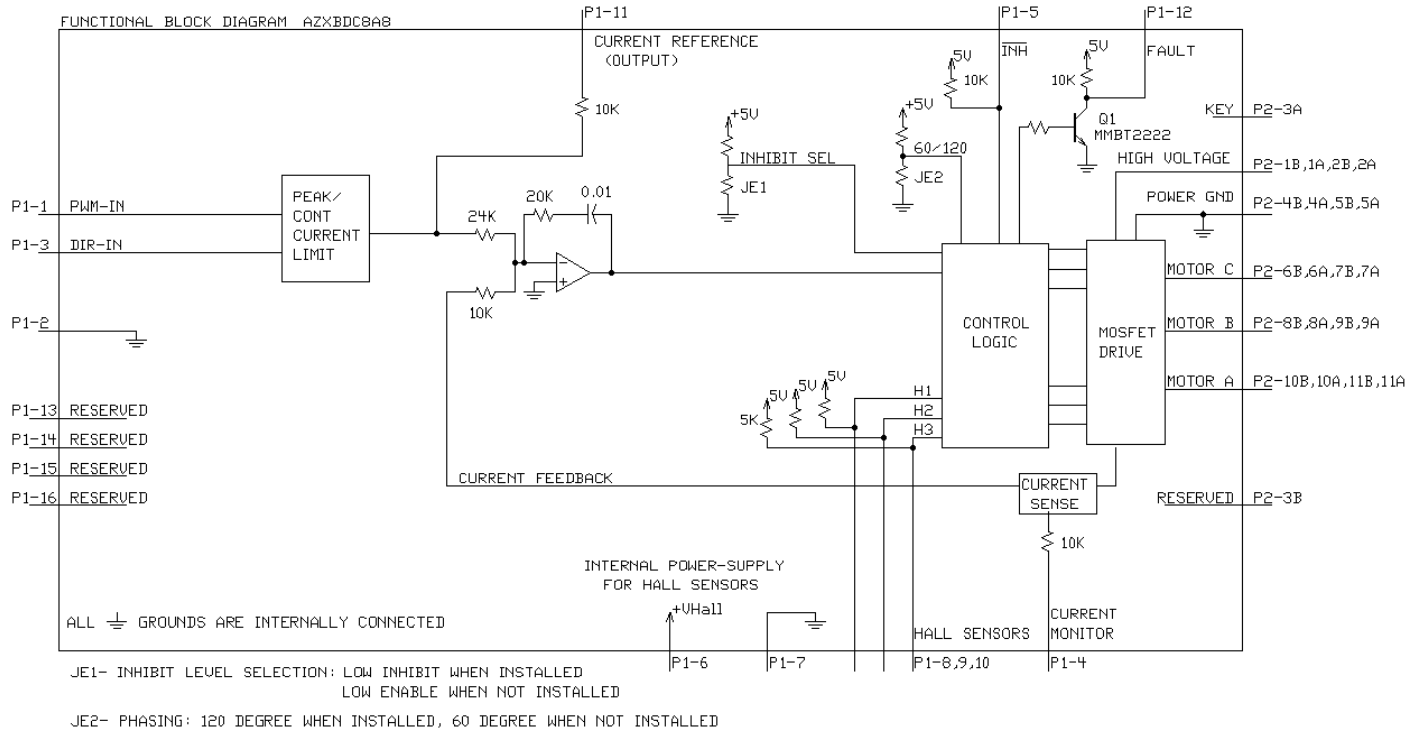 FUNCTIONAL BLOCK DIAGRAM AZXBDC8A8
P1-11
P1-5
P1-12
CURRENT REFERENCE
(OUTPUT)
INH
FAULT
5V
10K
5V
10K
10K
KEY
P2-3A
+5V
+5V
Q1
MMBT2222
INHIBIT SEL
60/120
HIGH VOLTAGE
P2-1B,1A,2B,2A
JE1
JE2
P1-1
PWM-IN
PEAK/
CONT
CURRENT
LIMIT
20K
0.01
24K
POWER GND
P2-4B,4A,5B,5A
P1-3
DIR-IN
-
+
10K
MOTOR C
P2-6B,6A,7B,7A
P1-2
CONTROL
LOGIC
MOSFET
DRIVE
MOTOR B
P2-8B,8A,9B,9A
MOTOR A
P2-10B,10A,11B,11A
5V
5V
5V
5K
H1
H2
H3
P1-13
RESERVED
P1-14
RESERVED
P1-15
RESERVED
P1-16
RESERVED
CURRENT FEEDBACK
CURRENT
SENSE
RESERVED
P2-3B
10K
INTERNAL POWER-SUPPLY
FOR HALL SENSORS
+VHall
ALL GROUNDS ARE INTERNALLY CONNECTED
HALL SENSORS
CURRENT
MONITOR
P1-6
P1-7
P1-8,9,10
P1-4
JE1- INHIBIT LEVEL SELECTION: LOW INHIBIT WHEN INSTALLED
LOW ENABLE WHEN NOT INSTALLED
JE2- PHASING: 120 DEGREE WHEN INSTALLED, 60 DEGREE WHEN NOT INSTALLED